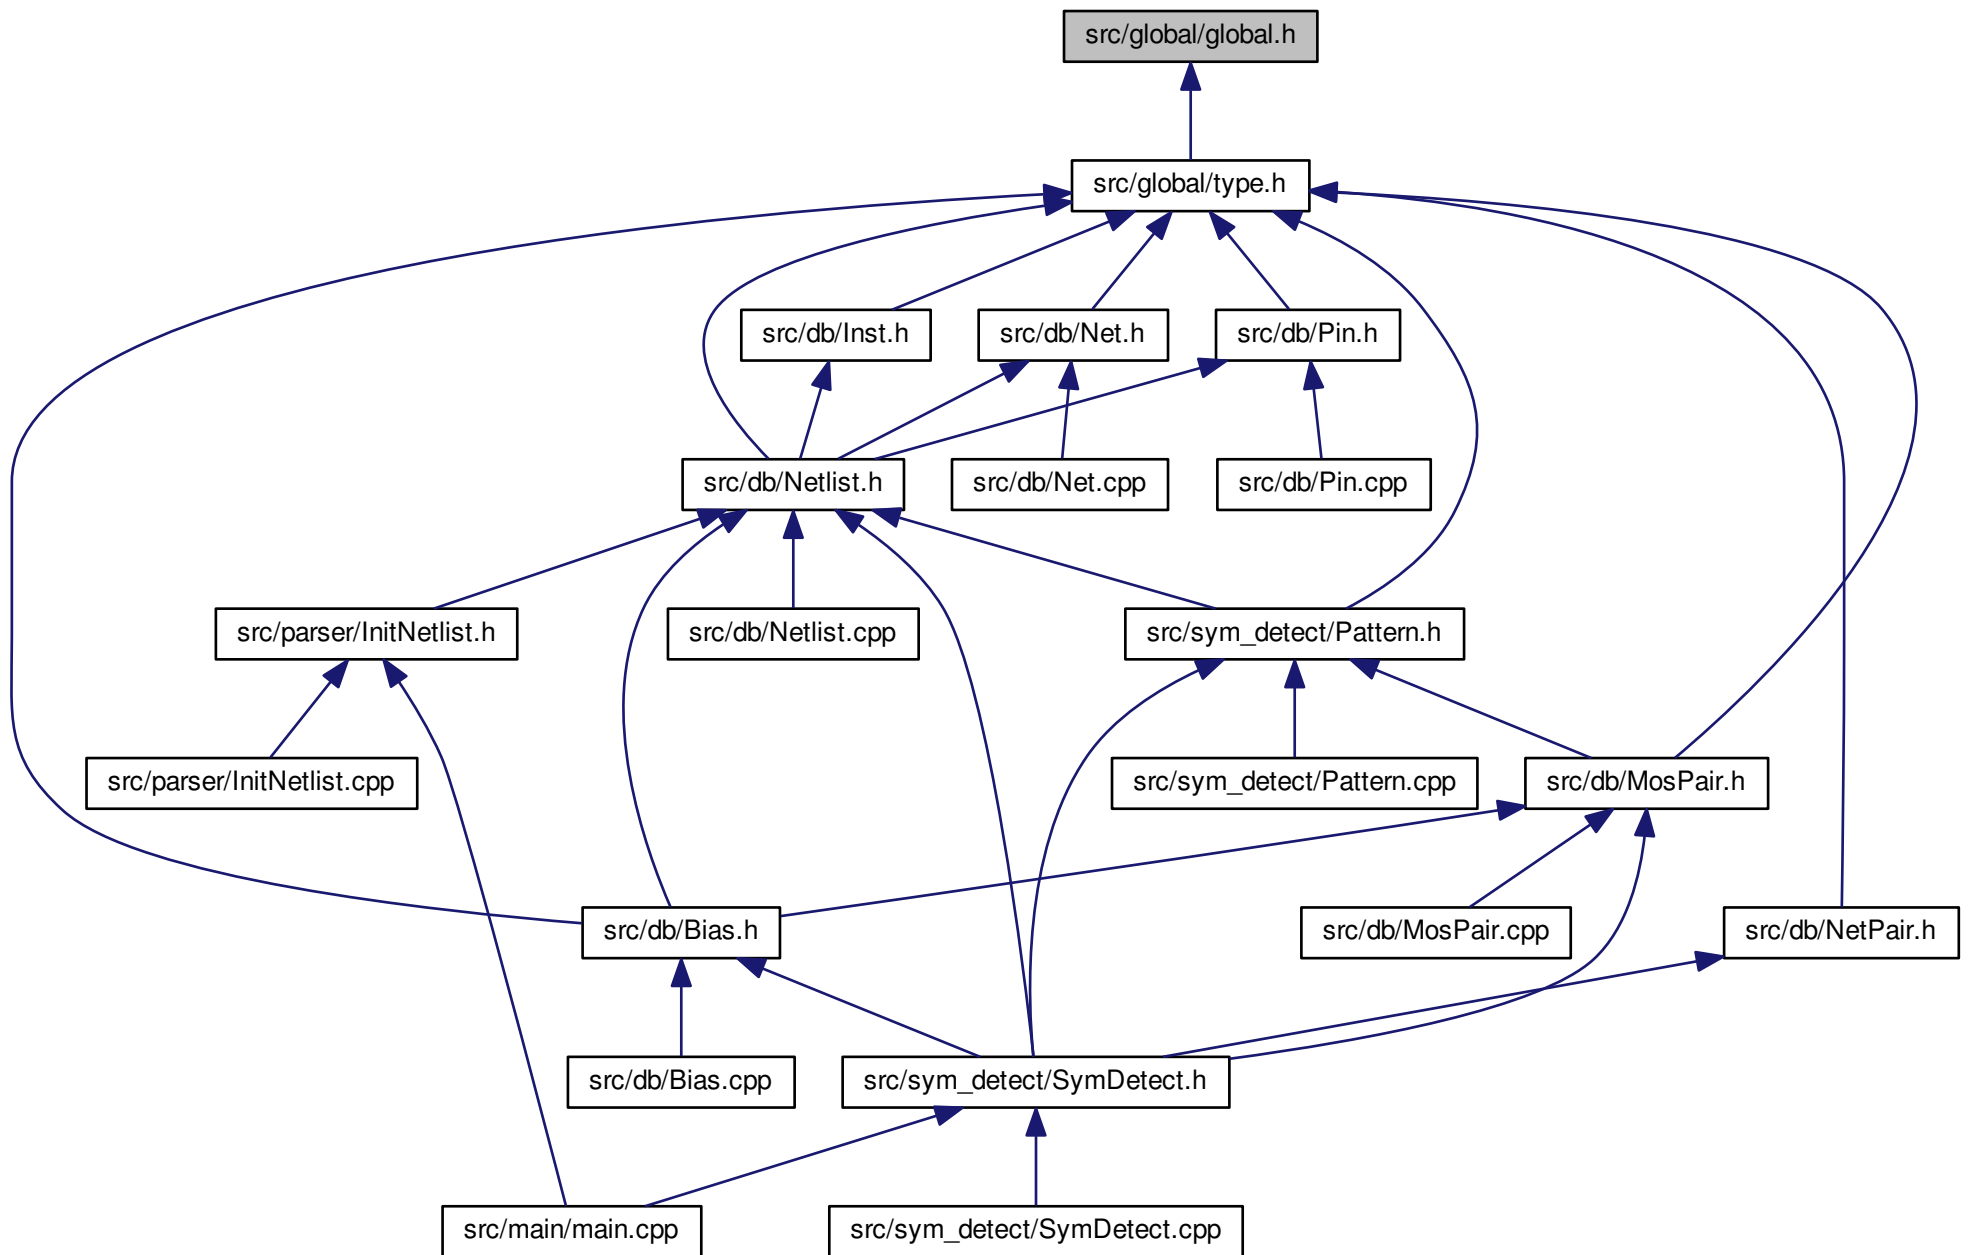 src/global/global.h
src/global/type.h
src/db/Inst.h
src/db/Net.h
src/db/Pin.h
src/db/Netlist.h
src/db/Net.cpp
src/db/Pin.cpp
src/parser/InitNetlist.h
src/db/Netlist.cpp
src/sym_detect/Pattern.h
src/parser/InitNetlist.cpp
src/sym_detect/Pattern.cpp
src/db/MosPair.h
src/db/Bias.h
src/db/MosPair.cpp
src/db/NetPair.h
src/db/Bias.cpp
src/sym_detect/SymDetect.h
src/main/main.cpp
src/sym_detect/SymDetect.cpp